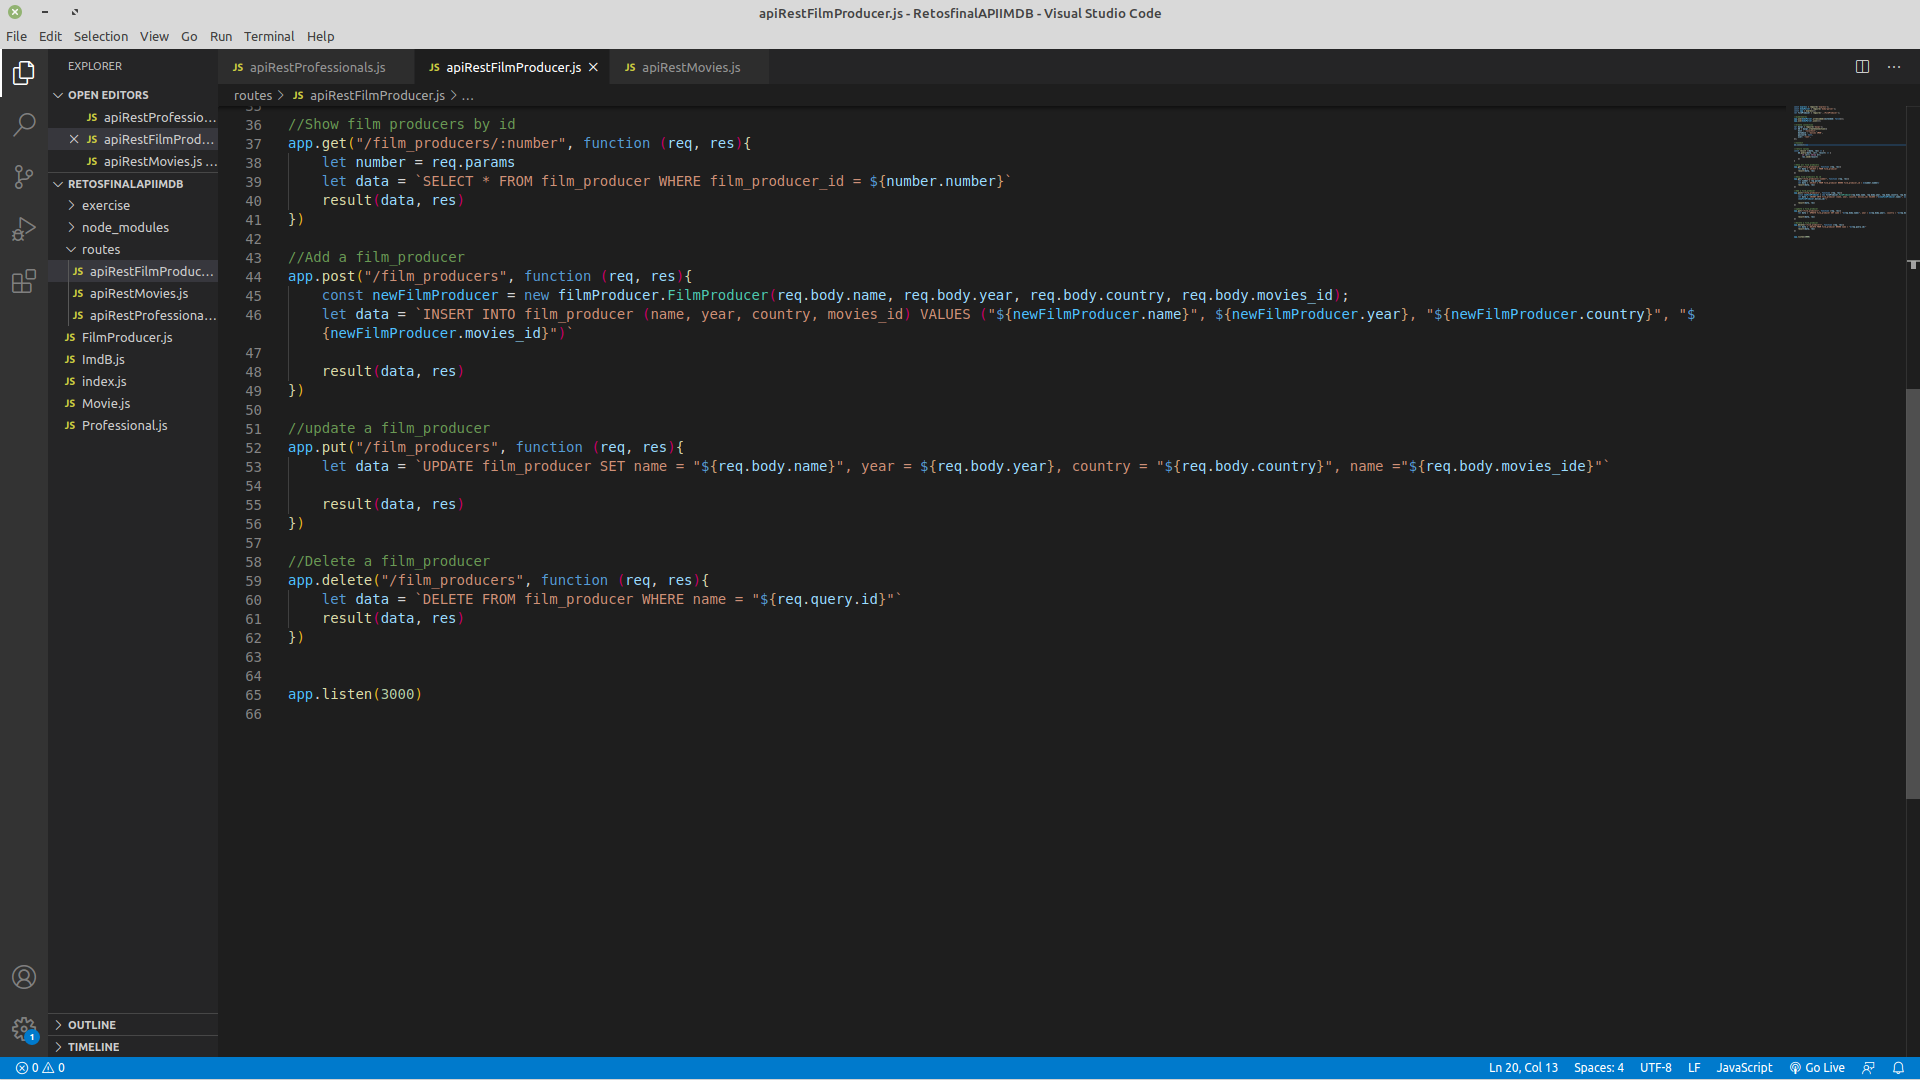 apiRestFilmProducer.js - RetosfinalAPIIMDB - Visual Studio Code
File Edit Selection View Go Run Terminal Help
EXPLORER
OPEN EDITORS
JS apiRestProfessio...
JS apiRestFilmProd...
JS apiRestMovies.js ...
RETOSFINALAPIIMDB
exercise
node_modules
routes
JS apiRestFilmProduc...
JS apiRestMovies.js
JS apiRestProfessiona...
JS FilmProducer.js
JS ImdB.js
JS index.js
JS Movie.js
JS Professional.js
OUTLINE
TIMELINE
JS apiRestProfessionals.js JS apiRestFilmProducer.js JS apiRestMovies.js
routes > JS apiRestFilmProducer.js > ...
36 //Show film producers by id
37 app.get("/film_producers/:number", function (req, res){
38 let number = req.params
39 let data = `SELECT * FROM film_producer WHERE film_producer_id = ${number.number}`
40 result(data, res)
41 })
42
43 //Add a film_producer
44 app.post("/film_producers", function (req, res){
45 const newFilmProducer = new filmProducer.FilmProducer(req.body.name, req.body.year, req.body.country, req.body.movies_id);
46 let data = `INSERT INTO film_producer (name, year, country, movies_id) VALUES ("${newFilmProducer.name}", ${newFilmProducer.year}, "${newFilmProducer.country}", "$
{newFilmProducer.movies_id}")`
47
48 result(data, res)
49 })
50
51 //update a film_producer
52 app.put("/film_producers", function (req, res){
53 let data = `UPDATE film_producer SET name = "${req.body.name}", year = ${req.body.year}, country = "${req.body.country}", name ="${req.body.movies_ide}"`
54
55 result(data, res)
56 })
57
58 //Delete a film_producer
59 app.delete("/film_producers", function (req, res){
60 let data = `DELETE FROM film_producer WHERE name = "${req.query.id}"`
61 result(data, res)
62 })
63
64
65 app.listen(3000)
66
1
0 0 Ln 20, Col 13 Spaces: 4 UTF-8 LF JavaScript Go Live